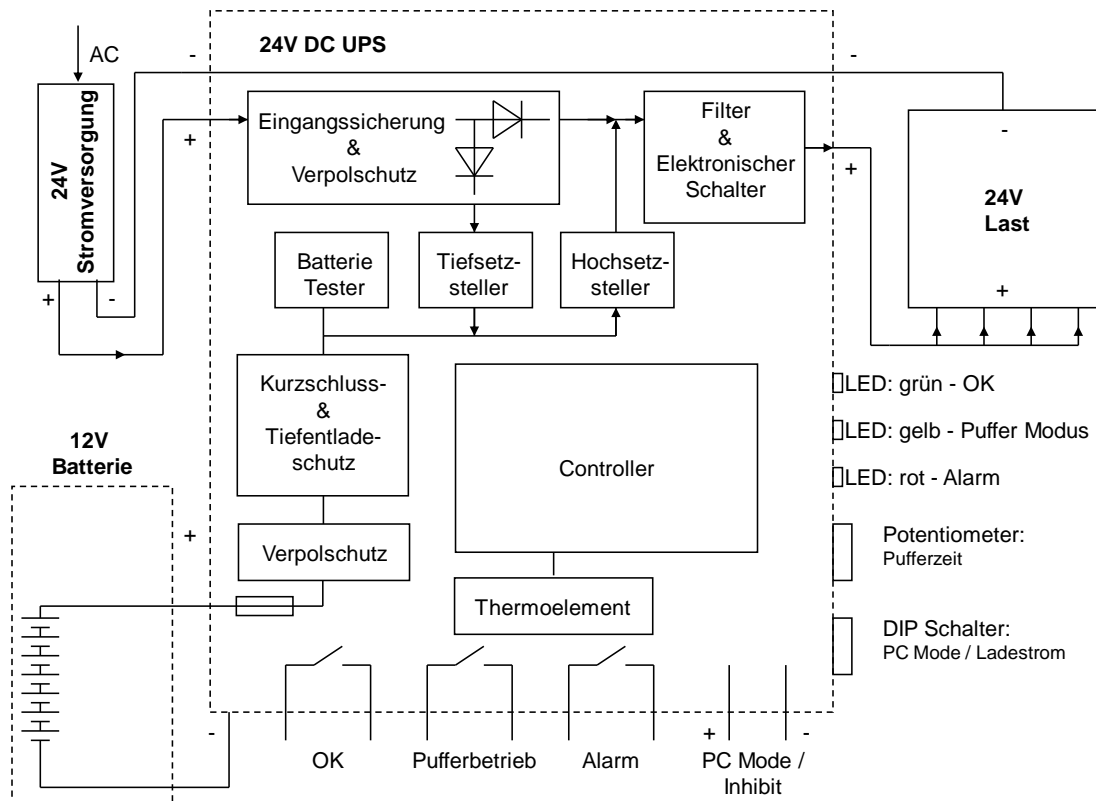 24V DC UPS
AC
-
-
24V
Stromversorgung
+
-
+
Eingangssicherung
&
Verpolschutz
Filter
&
Elektronischer
Schalter
+
-
24V
Last
+
Batterie
Tester
Tiefsetz-
steller
Hochsetz-
steller
Kurzschluss-
&
Tiefentlade-
schutz
Controller
LED: grün - OK
LED: gelb - Puffer Modus
LED: rot - Alarm
12V
Batterie
+
Verpolschutz
Potentiometer:
Pufferzeit
Thermoelement
DIP Schalter:
PC Mode / Ladestrom
-
OK
Pufferbetrieb
Alarm
+
-
PC Mode /
Inhibit